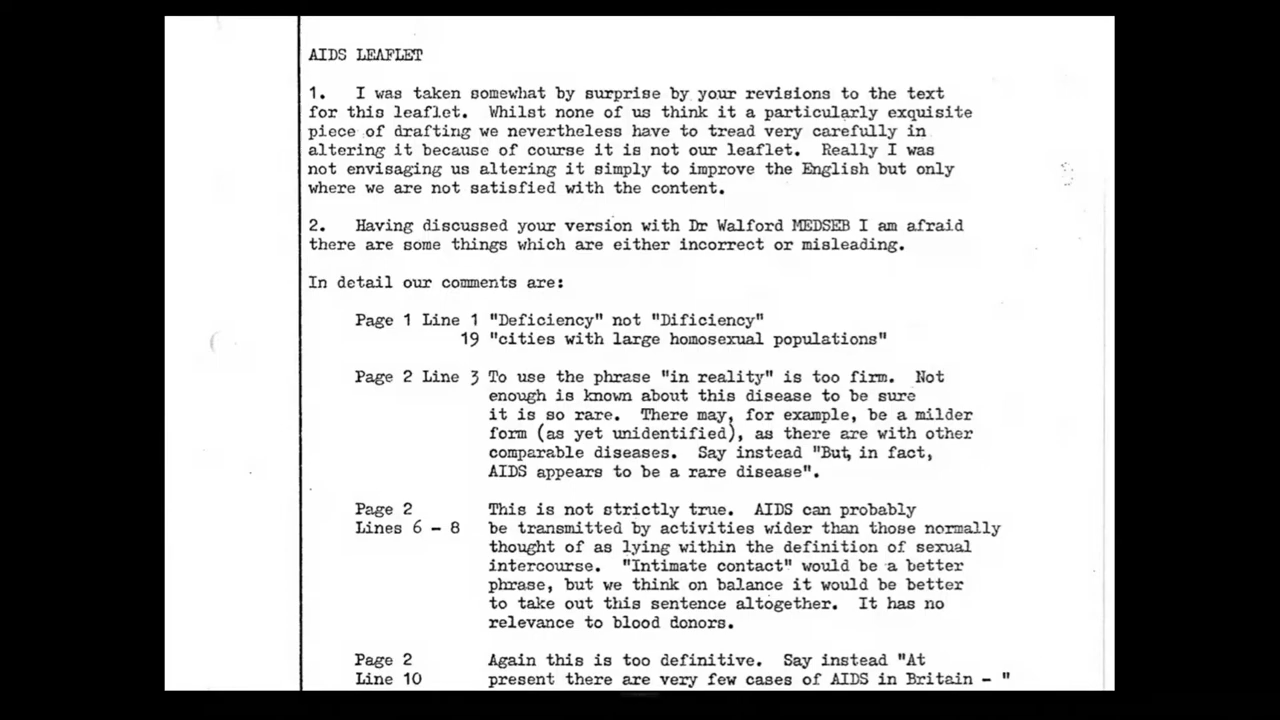 AIDS LEAFLET
1. I was taken somewhat by surprise by your revisions to the text
for this leaflet. Whilst none of us think it a particularly exquisite
piece of drafting we nevertheless have to tread very carefully in
altering it because of course it is not our leaflet. Really I was
not envisaging us altering it simply to improve the English but only
where we are not satisfied with the content.
2. Having discussed your version with Dr Walford MEDSEB I am afraid
there are some things which are either incorrect or misleading.
In detail our comments are:
Page 1 Line 1 "Deficiency" not "Dificiency"
19 "cities with large homosexual populations"
Page 2 Line 3 To use the phrase "in reality" is too firm. Not
enough is known about this disease to be sure
it is so rare. There may, for example, be a milder
form (as yet unidentified), as there are with other
comparable diseases. Say instead "But, in fact,
AIDS appears to be a rare disease".
Page 2 This is not strictly true. AIDS can probably
Lines 6 - 8 be transmitted by activities wider than those normally
thought of as lying within the definition of sexual
intercourse. "Intimate contact" would be a better
phrase, but we think on balance it would be better
to take out this sentence altogether. It has no
relevance to blood donors.
Page 2 Again this is too definitive. Say instead "At
Line 10 present there are very few cases of AIDS in Britain - "